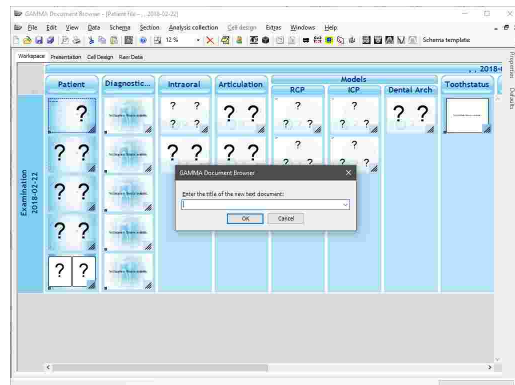 GAMMA Document Browser - [Patient file - , , 2018-02-22]
File Edit View Data Schema Section Analysis collection Cell design Extras Windows Help
12 % Schema template:
Workspace Presentation Cell Design Raw Data
Properties
Defaults
, , 2018-
Patient Diagnostic... Intraoral Articulation Models Toothstatus
RCP ICP Dental Arch
Examination
2018-02-22
?
? ?
? ?
? ?
? ?
? ?
? ?
? ?
? ?
? ?
? ?
?
? ?
?
? ?
?
? ?
?
? ?
? ?
GAMMA Document Browser
Enter the title of the new text document:
OK Cancel